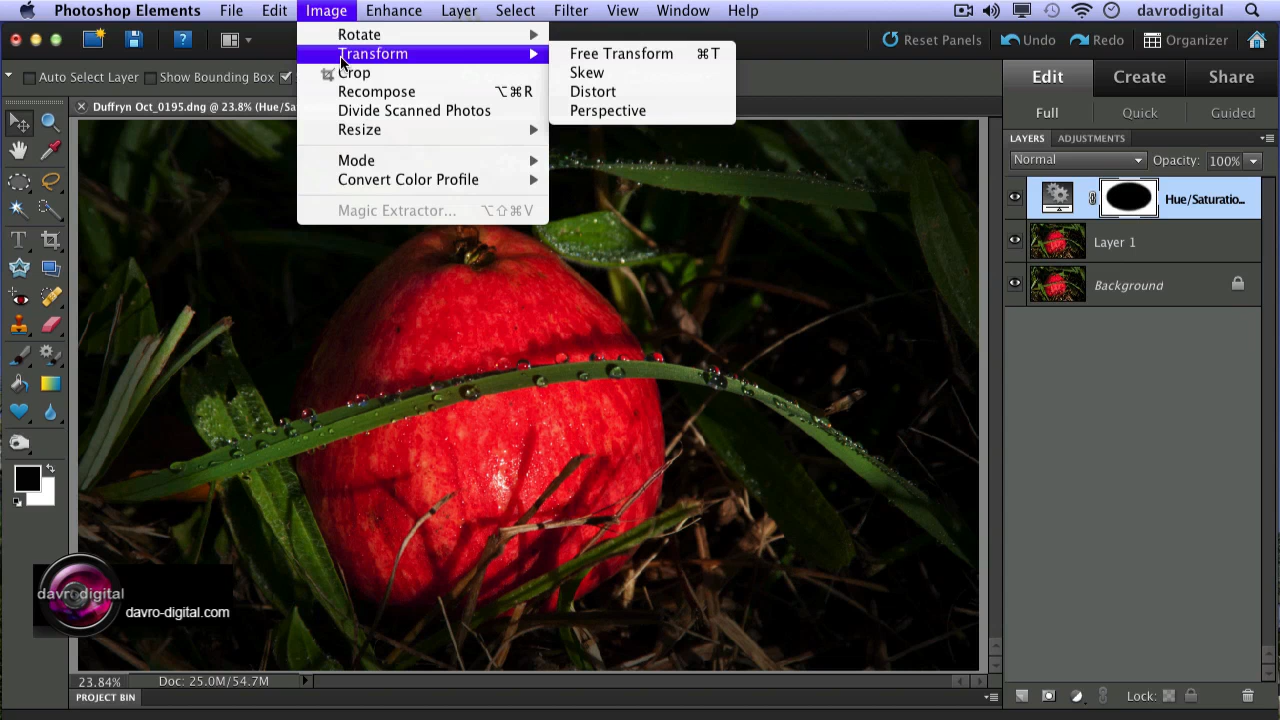 Photoshop Elements File Edit Image Enhance Layer Select Filter View Window Help davrodigital
Reset Panels Undo Redo Organizer
Auto Select Layer Show Bounding Box
Edit Create Share
Full Quick Guided
Duffryn Oct_0195.dng @ 23.8% (Hue/Sa
Rotate
Transform
Crop
Recompose ⌥⌘R
Divide Scanned Photos
Resize
Mode
Convert Color Profile
Magic Extractor... ⌥⇧⌘V
Free Transform ⌘T
Skew
Distort
Perspective
LAYERS ADJUSTMENTS
Normal Opacity: 100%
Hue/Saturatio...
Layer 1
Background
davro digital
davro-digital.com
23.84% Doc: 25.0M/54.7M
PROJECT BIN
Lock: